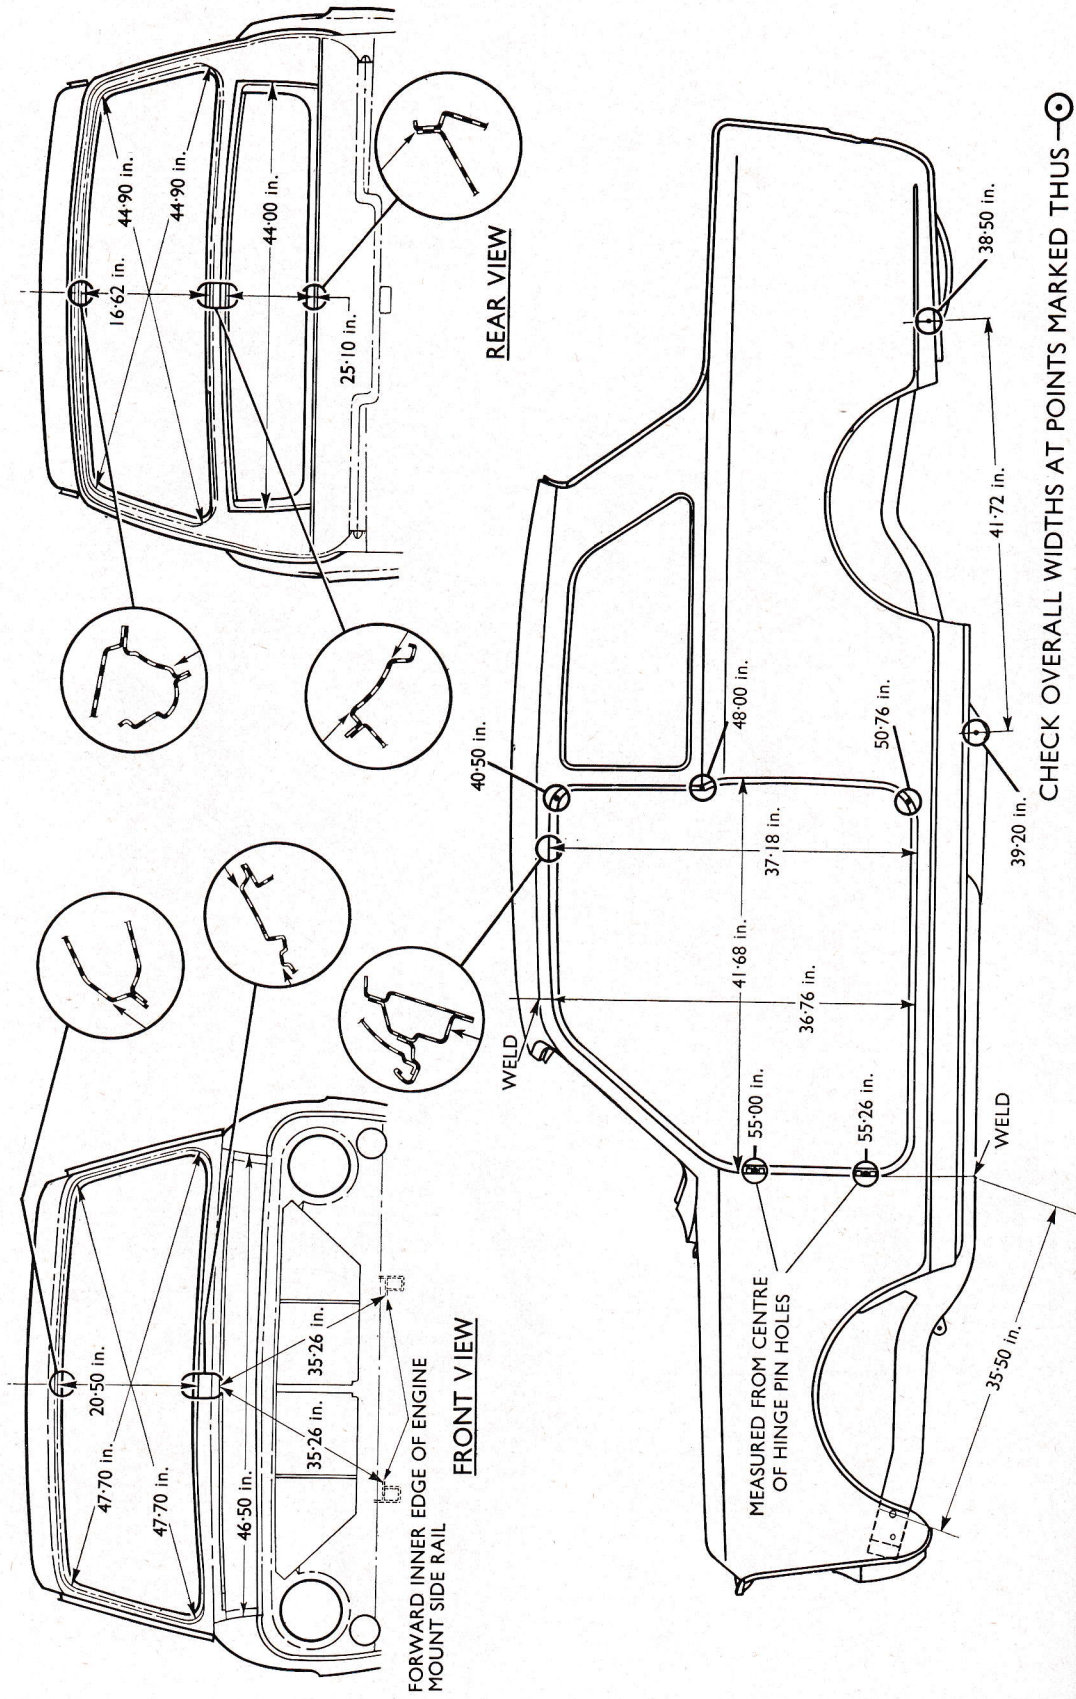 47·70 in.
20·50 in.
47·70 in.
46·50 in.
35·26 in.
35·26 in.
FORWARD INNER EDGE OF ENGINE
MOUNT SIDE RAIL
FRONT VIEW
16·62 in.
44·90 in.
44·90 in.
44·00 in.
25·10 in.
REAR VIEW
WELD
40·50 in.
48·00 in.
50·76 in.
37·18 in.
41·68 in.
36·76 in.
55·00 in.
55·26 in.
MEASURED FROM CENTRE
OF HINGE PIN HOLES
WELD
35·50 in.
39·20 in.
41·72 in.
38·50 in.
CHECK OVERALL WIDTHS AT POINTS MARKED THUS